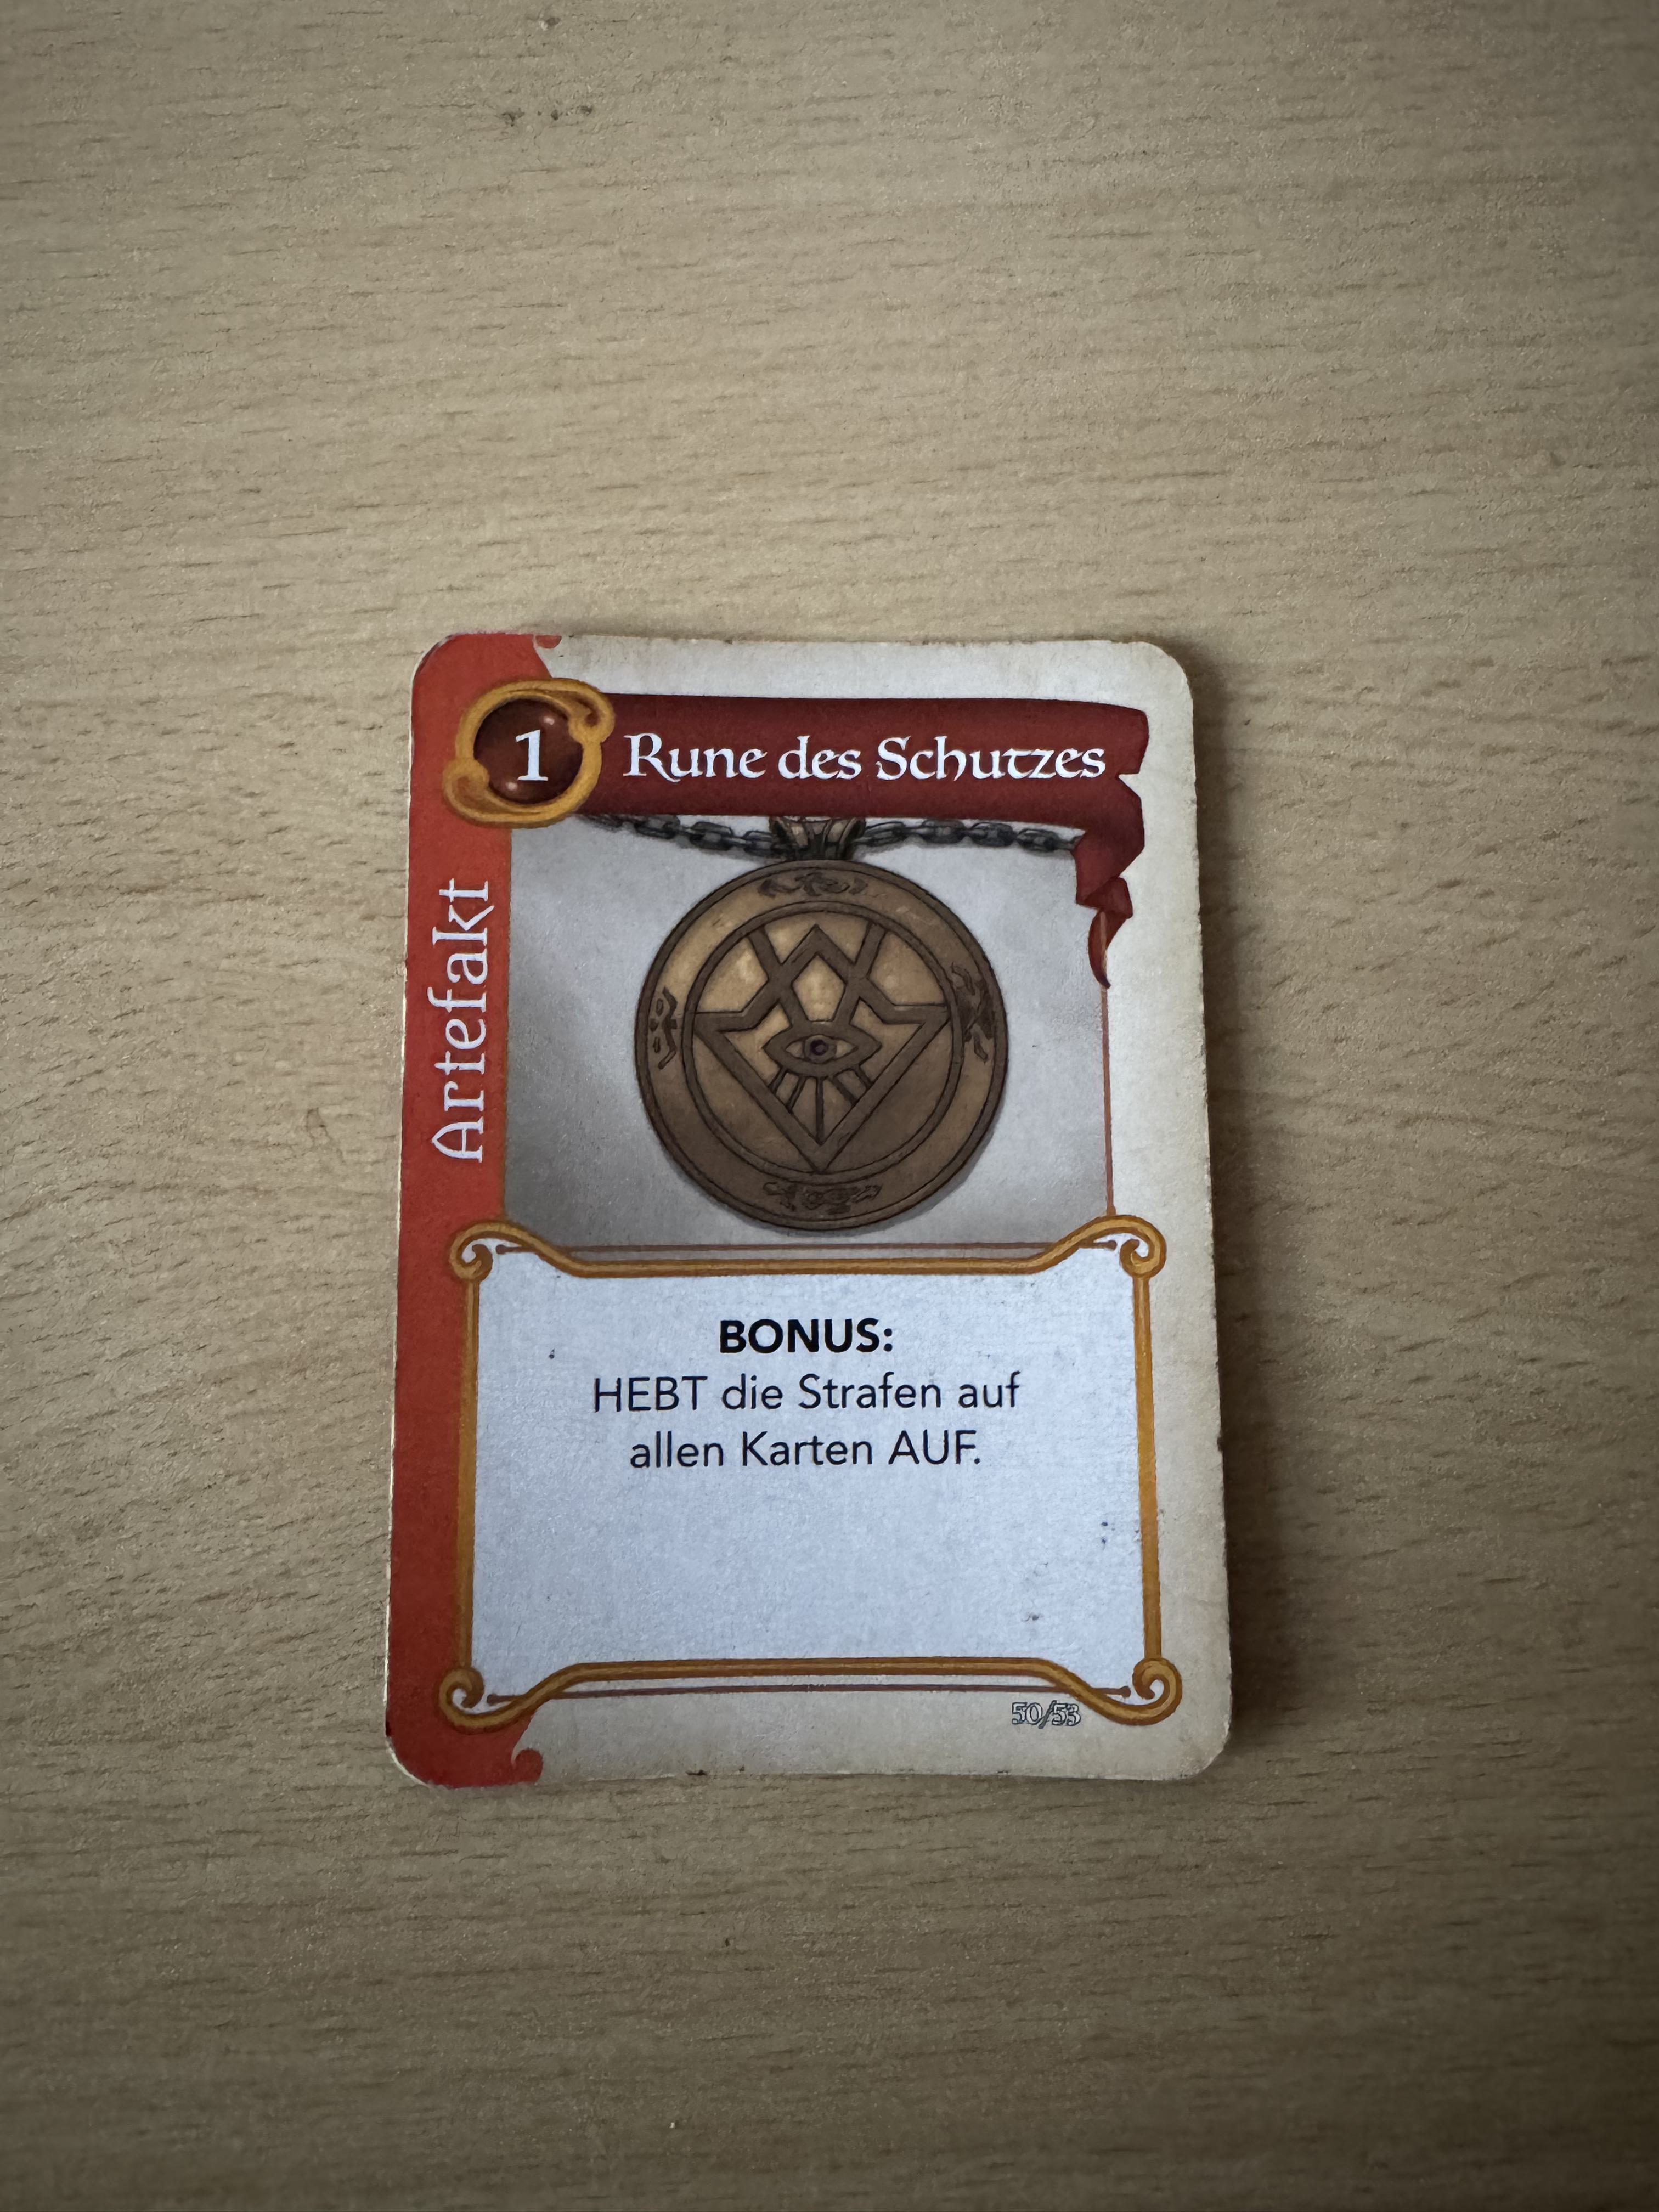 1
Rune des Schutzes
Artefakt
BONUS:
HEBT die Strafen auf
allen Karten AUF.
50/53